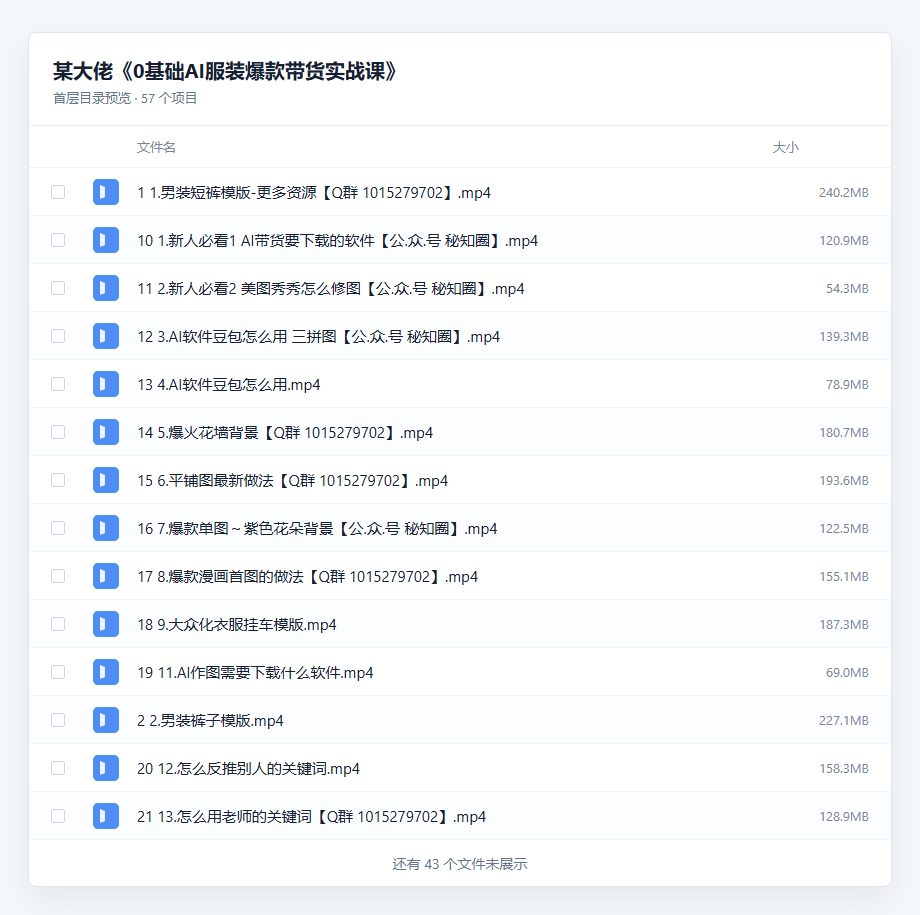 某大佬《0基础AI服装爆款带货实战课》
首层目录预览 · 57 个项目
文件名 大小
1 1.男装短裤模版-更多资源【Q群 1015279702】.mp4 240.2MB
10 1.新人必看1 AI带货要下载的软件【公.众.号 秘知圈】.mp4 120.9MB
11 2.新人必看2 美图秀秀怎么修图【公.众.号 秘知圈】.mp4 54.3MB
12 3.AI软件豆包怎么用 三拼图【公.众.号 秘知圈】.mp4 139.3MB
13 4.AI软件豆包怎么用.mp4 78.9MB
14 5.爆火花墙背景【Q群 1015279702】.mp4 180.7MB
15 6.平铺图最新做法【Q群 1015279702】.mp4 193.6MB
16 7.爆款单图～紫色花朵背景【公.众.号 秘知圈】.mp4 122.5MB
17 8.爆款漫画首图的做法【Q群 1015279702】.mp4 155.1MB
18 9.大众化衣服挂车模版.mp4 187.3MB
19 11.AI作图需要下载什么软件.mp4 69.0MB
2 2.男装裤子模版.mp4 227.1MB
20 12.怎么反推别人的关键词.mp4 158.3MB
21 13.怎么用老师的关键词【Q群 1015279702】.mp4 128.9MB
还有 43 个文件未展示